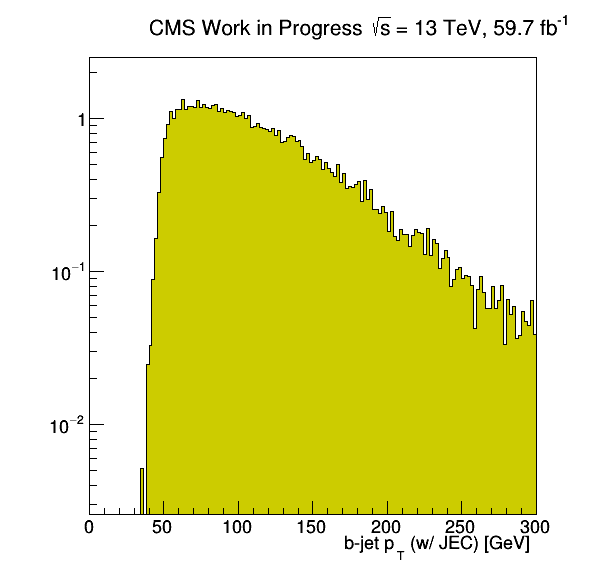 CMS Work in Progress √s = 13 TeV, 59.7 fb⁻¹
1
10⁻¹
10⁻²
0 50 100 150 200 250 300
b-jet p_T (w/ JEC) [GeV]